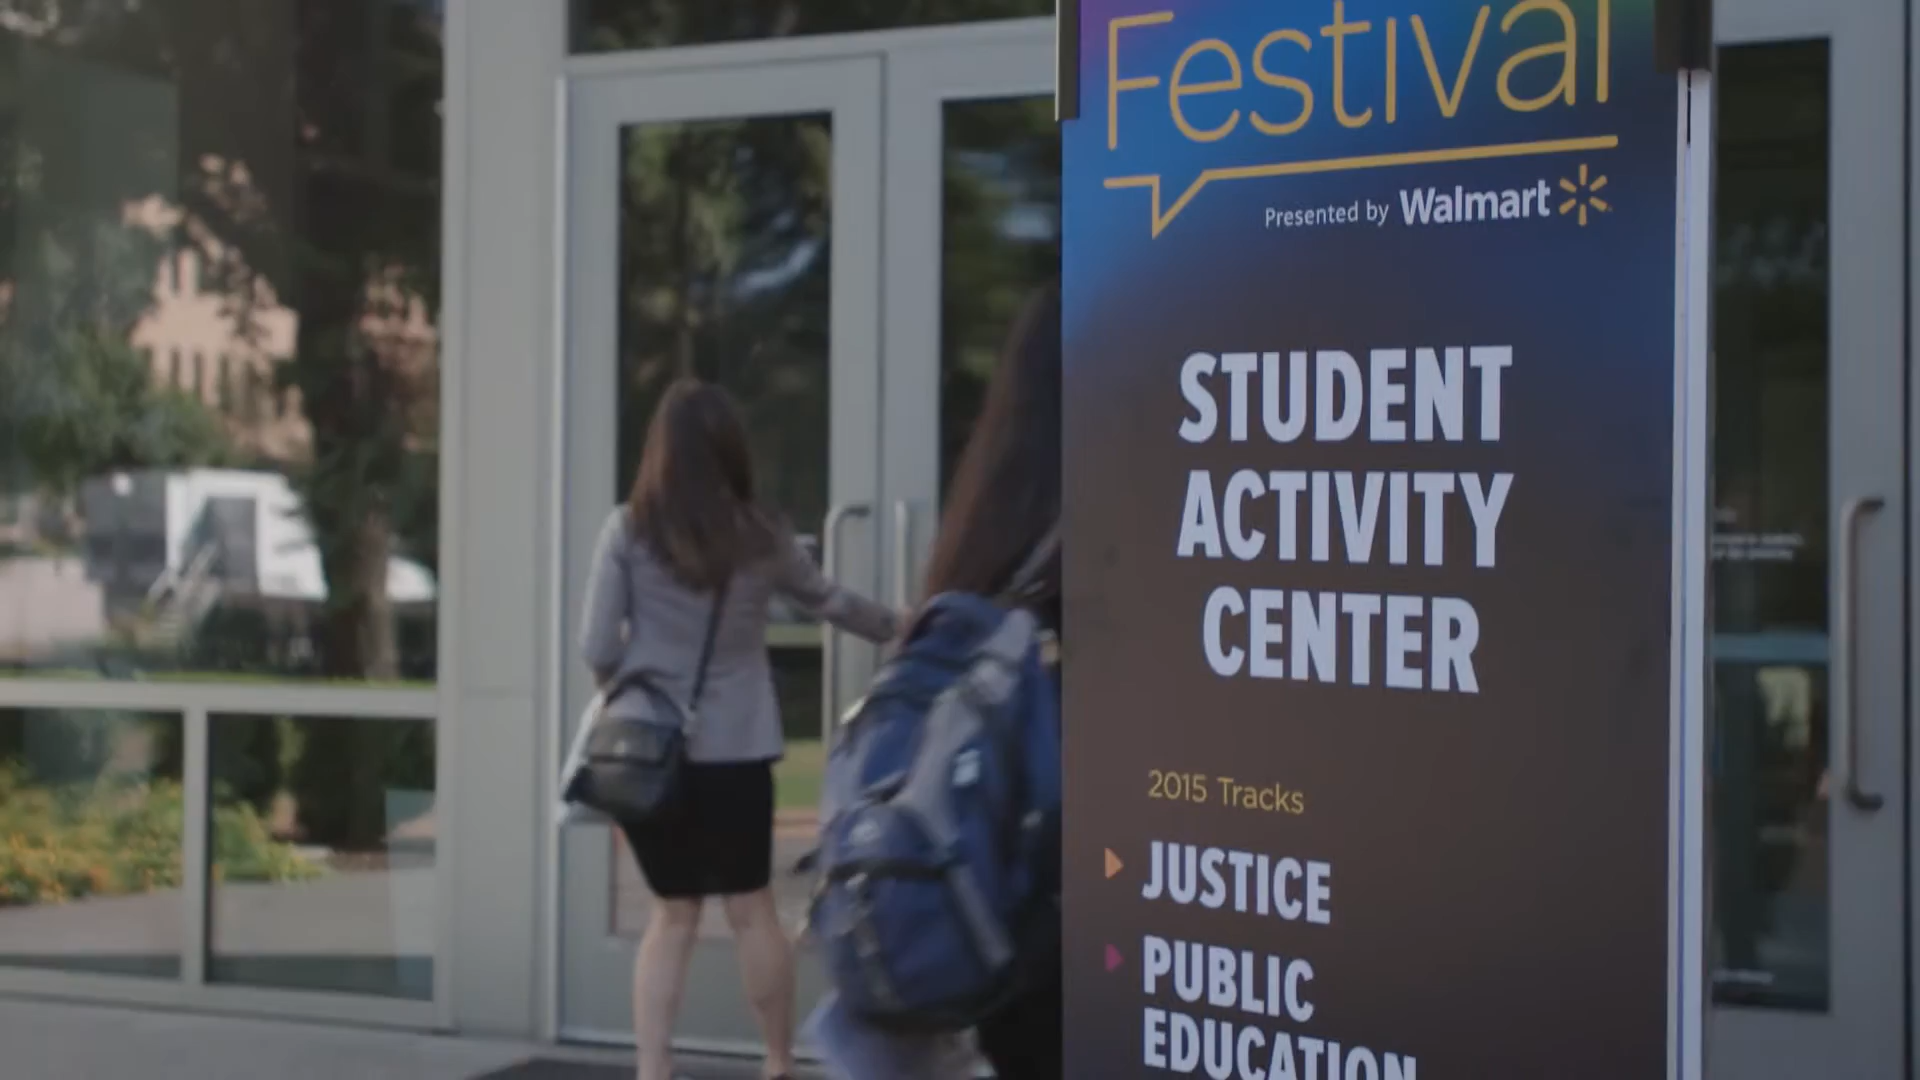 Festival
Presented by Walmart
STUDENT
ACTIVITY
CENTER
2015 Tracks
JUSTICE
PUBLIC
EDUCATION